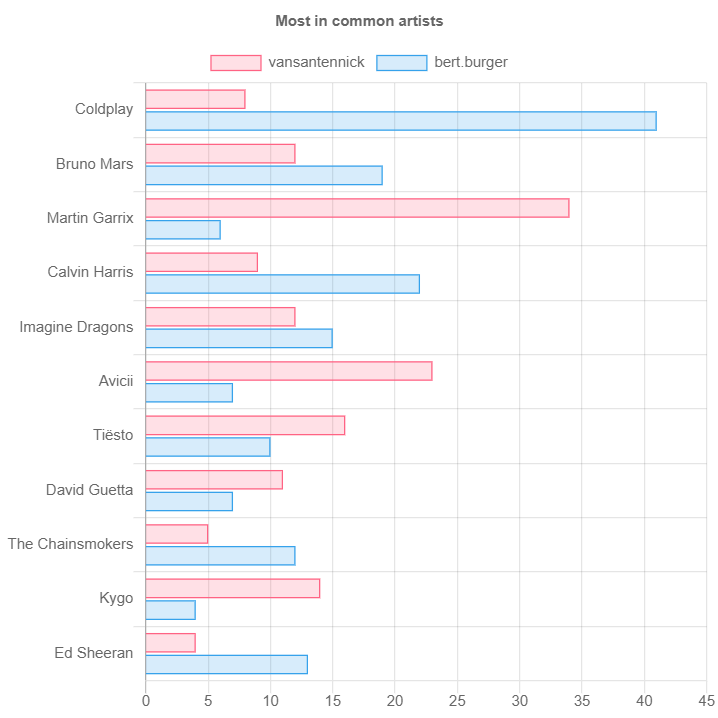 Most in common artists
vansantennick bert.burger
Coldplay
Bruno Mars
Martin Garrix
Calvin Harris
Imagine Dragons
Avicii
Tiësto
David Guetta
The Chainsmokers
Kygo
Ed Sheeran
0 5 10 15 20 25 30 35 40 45